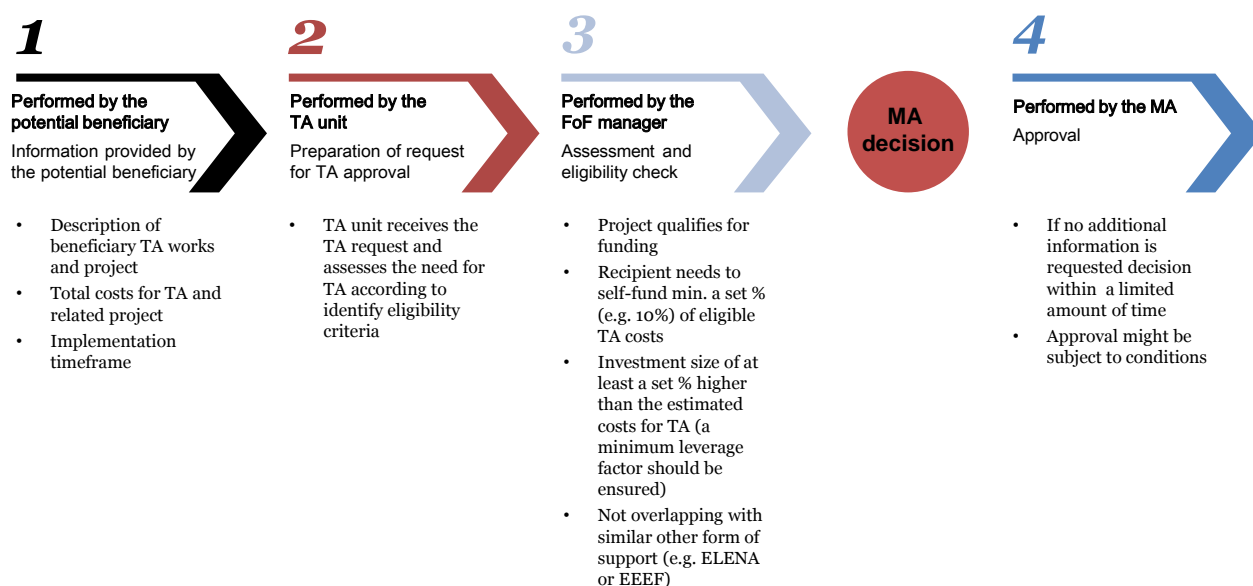 1
Performed by the
potential beneficiary
Information provided by
the potential beneficiary
• Description of
beneficiary TA works
and project
• Total costs for TA and
related project
• Implementation
timeframe
2
Performed by the
TA unit
Preparation of request
for TA approval
• TA unit receives the
TA request and
assesses the need for
TA according to
identify eligibility
criteria
3
Performed by the
FoF manager
Assessment and
eligibility check
• Project qualifies for
funding
• Recipient needs to
self-fund min. a set %
(e.g. 10%) of eligible
TA costs
• Investment size of at
least a set % higher
than the estimated
costs for TA (a
minimum leverage
factor should be
ensured)
• Not overlapping with
similar other form of
support (e.g. ELENA
or EEEF)
MA
decision
4
Performed by the MA
Approval
• If no additional
information is
requested decision
within a limited
amount of time
• Approval might be
subject to conditions